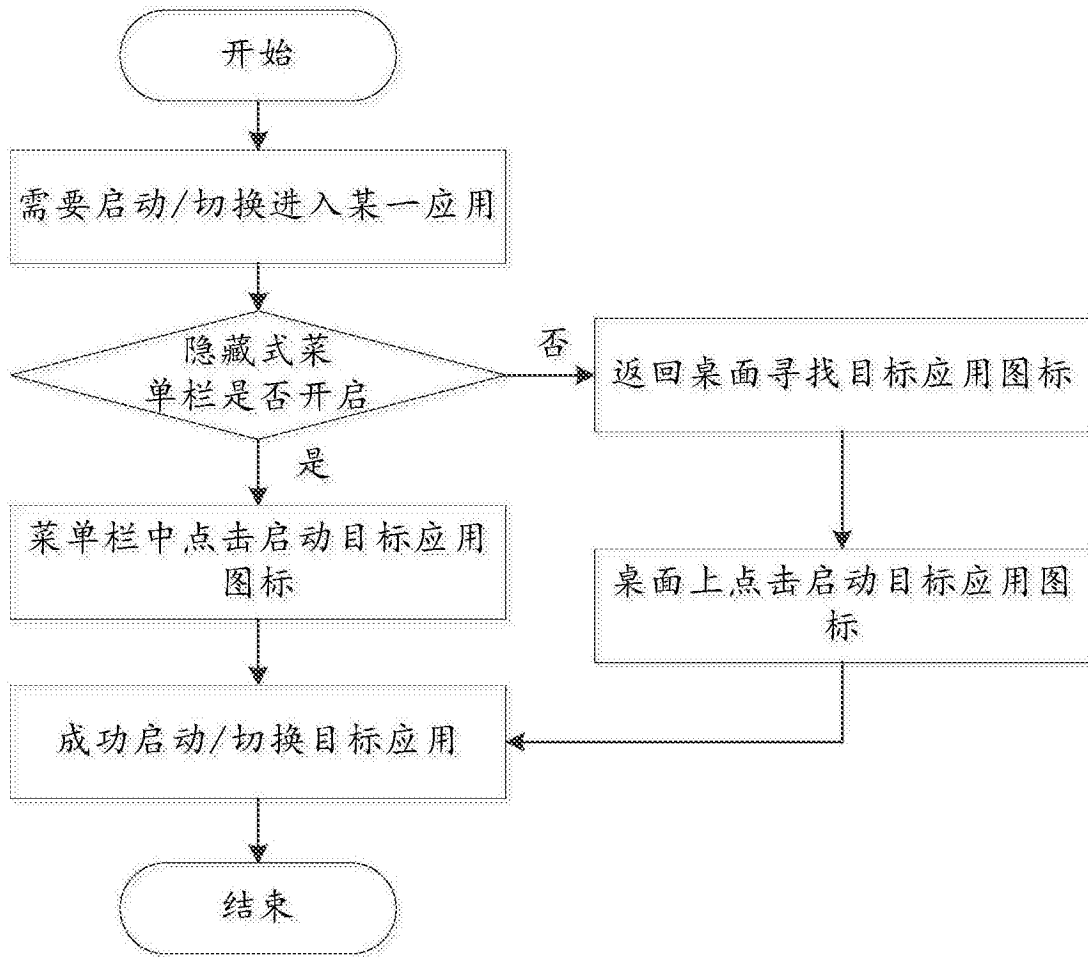 开始
需要启动/切换进入某一应用
隐藏式菜
单栏是否开启
否
返回桌面寻找目标应用图标
是
菜单栏中点击启动目标应用
图标
桌面上点击启动目标应用图
标
成功启动/切换目标应用
结束